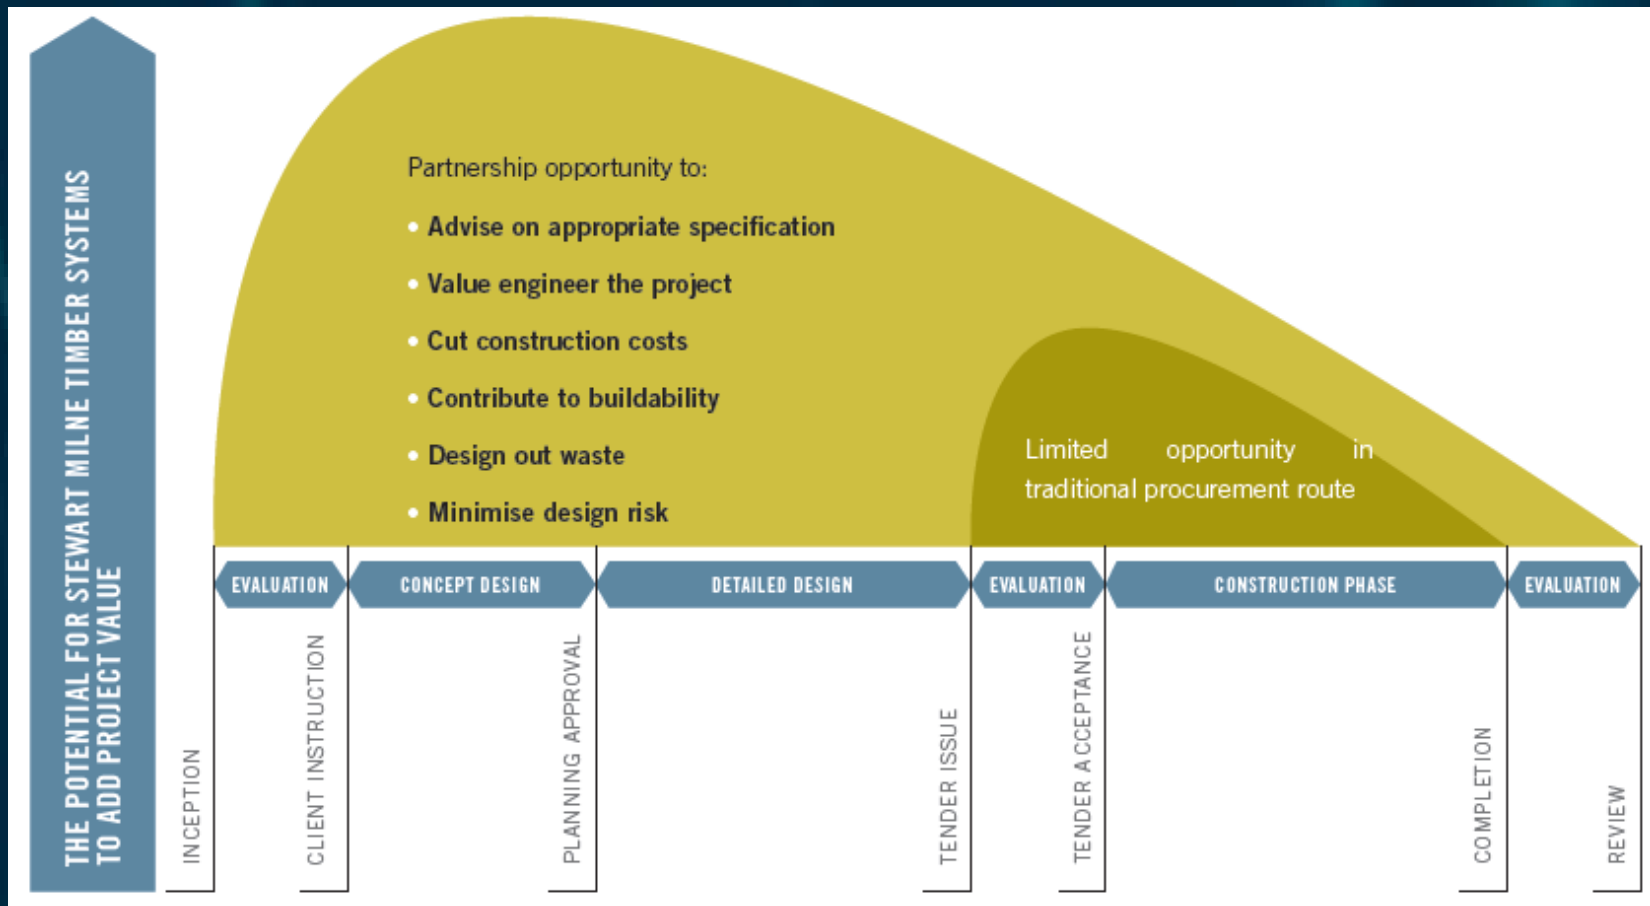 THE POTENTIAL FOR STEWART MILNE TIMBER SYSTEMS
TO ADD PROJECT VALUE
Partnership opportunity to:
• Advise on appropriate specification
• Value engineer the project
• Cut construction costs
• Contribute to buildability
• Design out waste
• Minimise design risk
Limited opportunity in
traditional procurement route
EVALUATION
CONCEPT DESIGN
DETAILED DESIGN
EVALUATION
CONSTRUCTION PHASE
EVALUATION
INCEPTION
CLIENT INSTRUCTION
PLANNING APPROVAL
TENDER ISSUE
TENDER ACCEPTANCE
COMPLETION
REVIEW